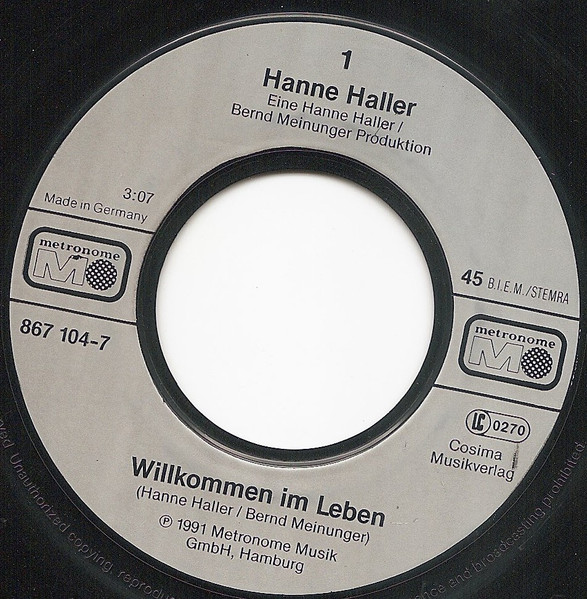 1
Hanne Haller
Eine Hanne Haller /
Bernd Meinunger Produktion
3:07
Made in Germany
metronome
M
867 104-7
45 B.I.E.M./STEMRA
metronome
M
LC 0270
Cosima
Musikverlag
Willkommen im Leben
(Hanne Haller / Bernd Meinunger)
℗ 1991 Metronome Musik
GmbH, Hamburg
Unauthorized copying, and broadcasting prohibited